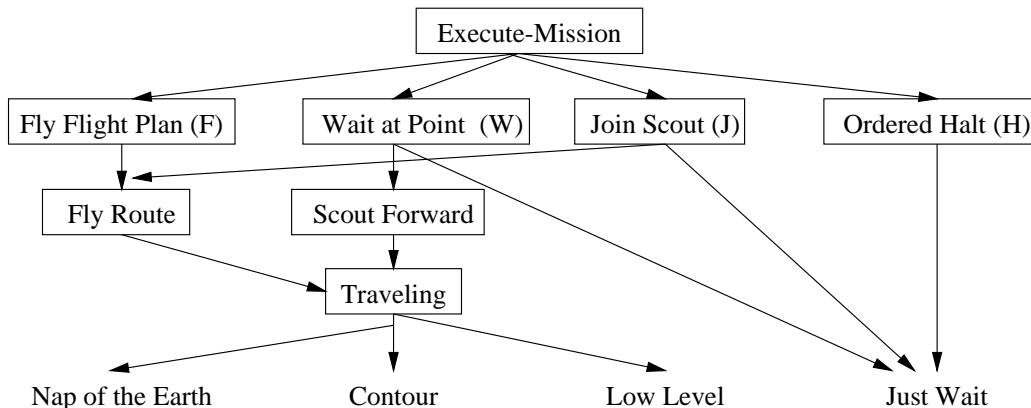 Execute-Mission
Fly Flight Plan (F)
Wait at Point (W)
Join Scout (J)
Ordered Halt (H)
Fly Route
Scout Forward
Traveling
Nap of the Earth
Contour
Low Level
Just Wait